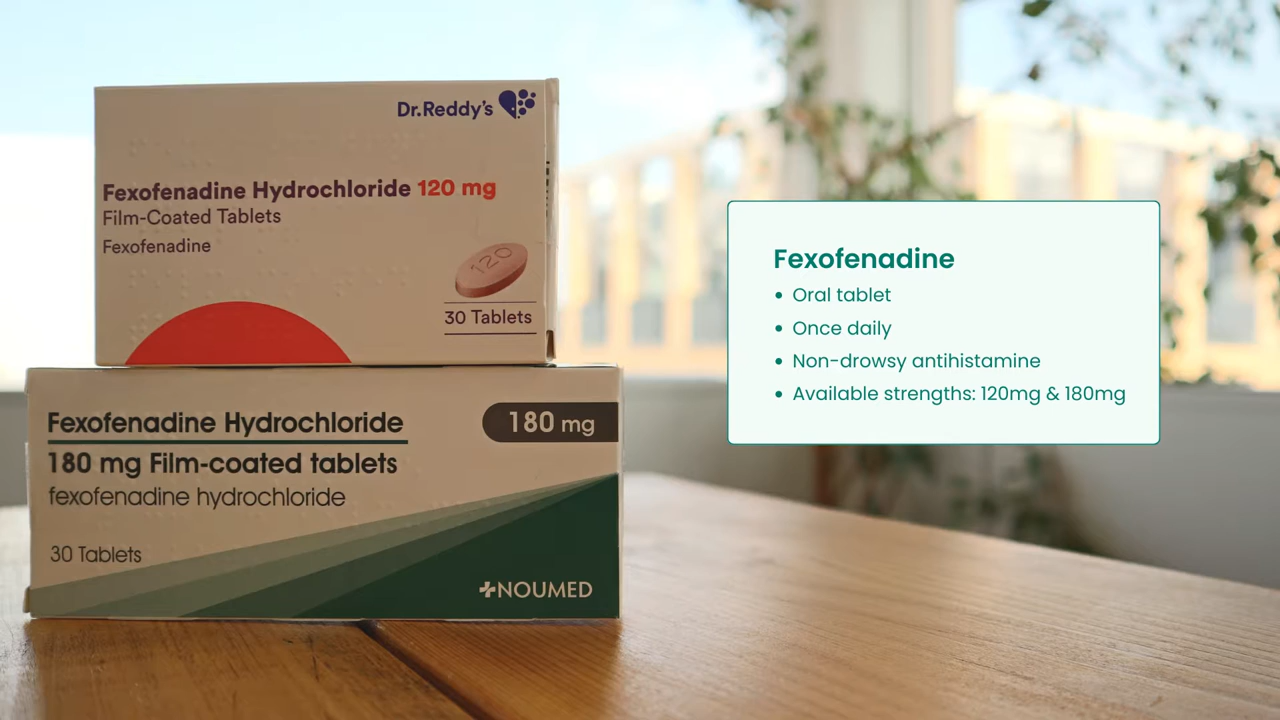 Dr.Reddy's
Fexofenadine Hydrochloride 120 mg
Film-Coated Tablets
Fexofenadine
120
30 Tablets
Fexofenadine Hydrochloride
180 mg
180 mg Film-coated tablets
fexofenadine hydrochloride
30 Tablets
NOUMED
Fexofenadine
• Oral tablet
• Once daily
• Non-drowsy antihistamine
• Available strengths: 120mg & 180mg